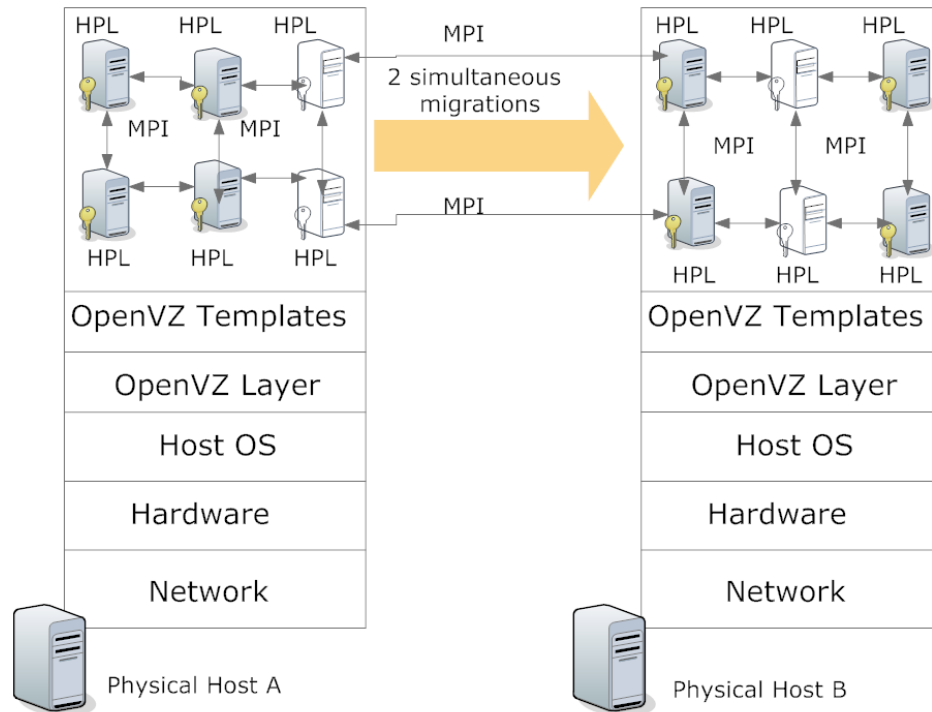 HPL HPL HPL
MPI MPI
HPL HPL HPL
OpenVZ Templates
OpenVZ Layer
Host OS
Hardware
Network
Physical Host A
MPI
2 simultaneous
migrations
MPI
HPL HPL HPL
MPI MPI
HPL HPL HPL
OpenVZ Templates
OpenVZ Layer
Host OS
Hardware
Network
Physical Host B